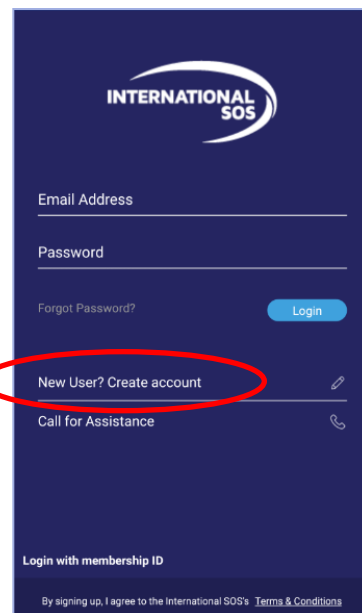 INTERNATIONAL
SOS
Email Address
Password
Forgot Password?
Login
New User? Create account
Call for Assistance
Login with membership ID
By signing up, I agree to the International SOS's Terms & Conditions